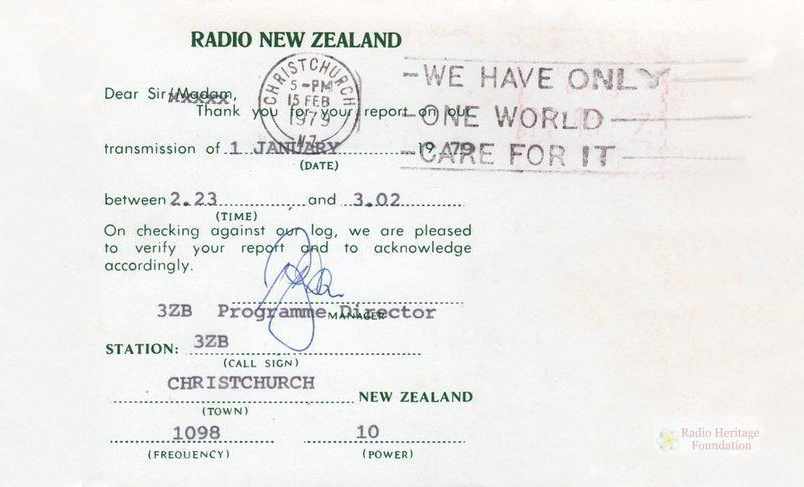 RADIO NEW ZEALAND
CHRISTCHURCH
5-PM
15 FEB
1979
N.Z.
WE HAVE ONLY
ONE WORLD
CARE FOR IT
Dear Sir/Madam,
Thank you for your report on our
transmission of 1 JANUARY 1979
(DATE)
between 2.23 and 3.02
(TIME)
On checking against our log, we are pleased
to verify your report and to acknowledge
accordingly.
3ZB Programme Director
MANAGER
STATION: 3ZB
(CALL SIGN)
CHRISTCHURCH
NEW ZEALAND
(TOWN)
1098 10
(FREQUENCY) (POWER)
Radio Heritage
Foundation